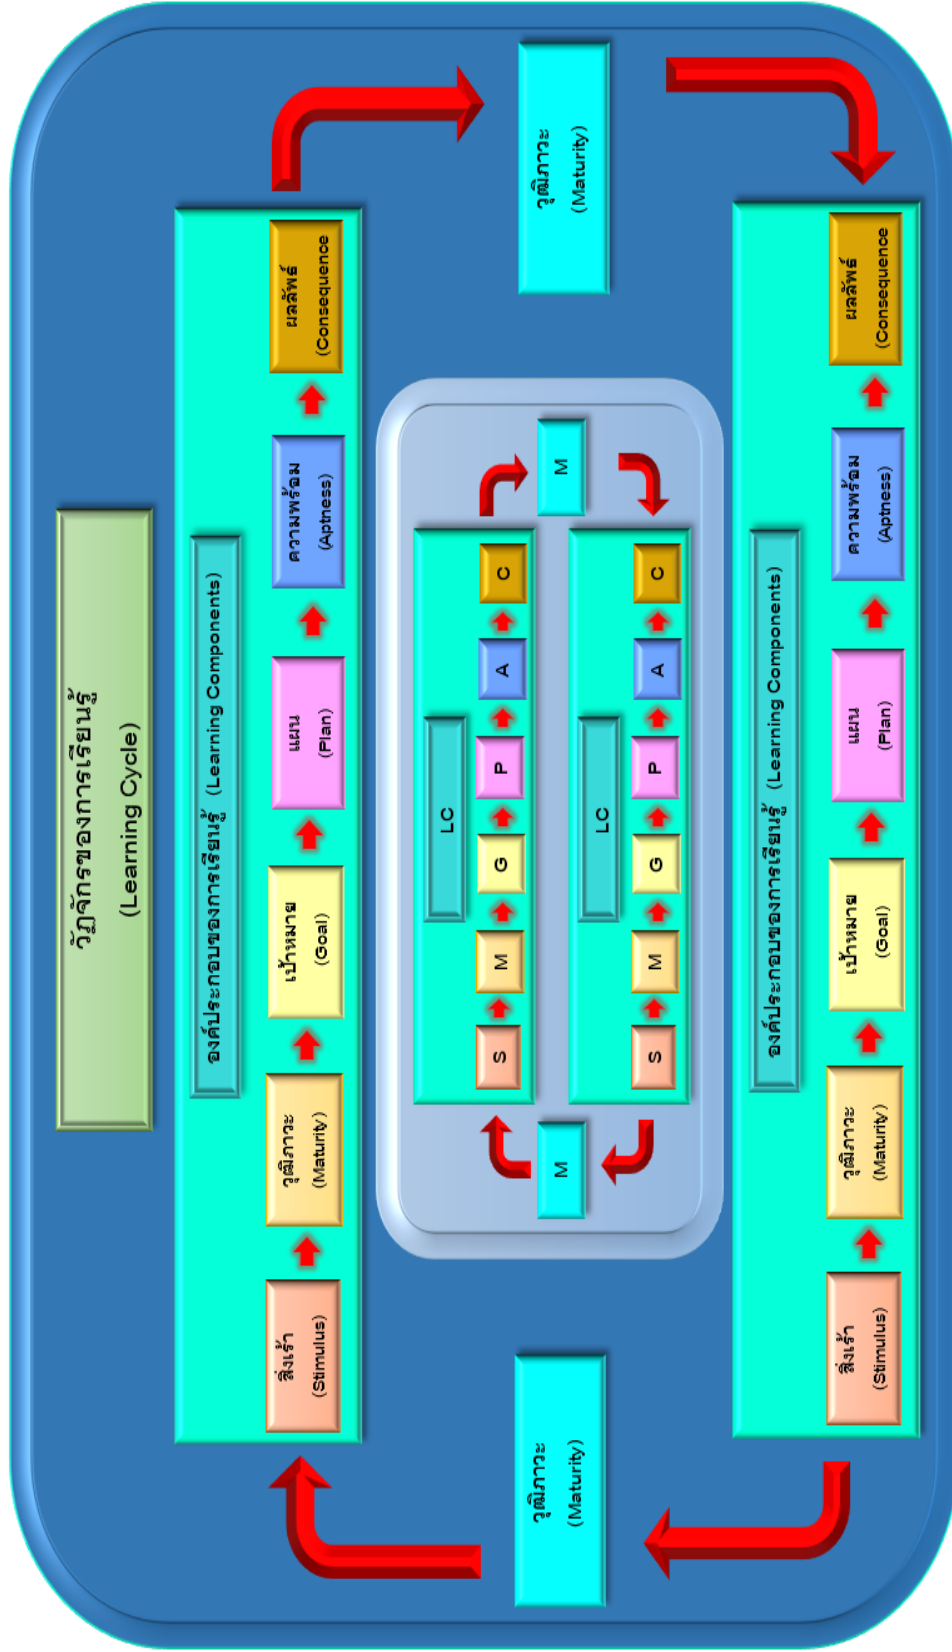 วัฏจักรของการเรียนรู้
(Learning Cycle)
องค์ประกอบของการเรียนรู้ (Learning Components)
สิ่งเร้า
(Stimulus)
วุฒิภาวะ
(Maturity)
เป้าหมาย
(Goal)
แผน
(Plan)
ความพร้อม
(Aptness)
ผลลัพธ์
(Consequence)
วุฒิภาวะ
(Maturity)
LC
S
M
G
P
A
C
M
M
LC
S
M
G
P
A
C
วุฒิภาวะ
(Maturity)
องค์ประกอบของการเรียนรู้ (Learning Components)
สิ่งเร้า
(Stimulus)
วุฒิภาวะ
(Maturity)
เป้าหมาย
(Goal)
แผน
(Plan)
ความพร้อม
(Aptness)
ผลลัพธ์
(Consequence)